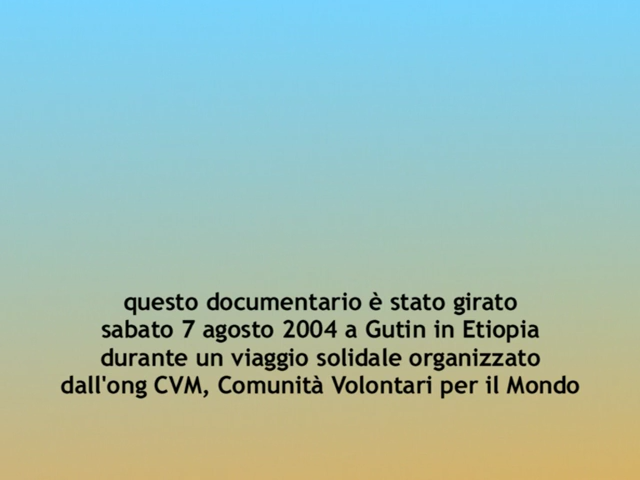 questo documentario è stato girato
sabato 7 agosto 2004 a Gutin in Etiopia
durante un viaggio solidale organizzato
dall'ong CVM, Comunità Volontari per il Mondo